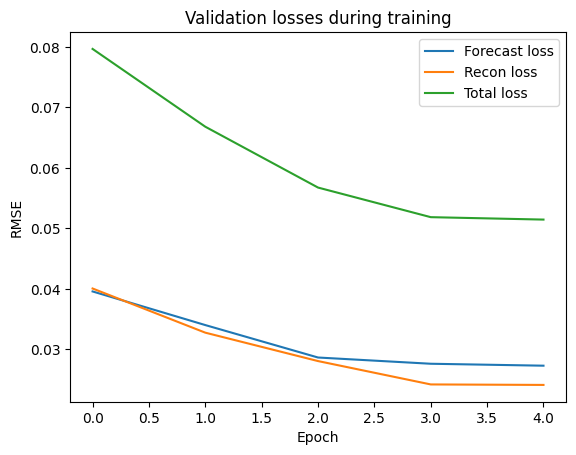 Validation losses during training
0.08
0.07
0.06
0.05
0.04
0.03
RMSE
Forecast loss
Recon loss
Total loss
0.0 0.5 1.0 1.5 2.0 2.5 3.0 3.5 4.0
Epoch